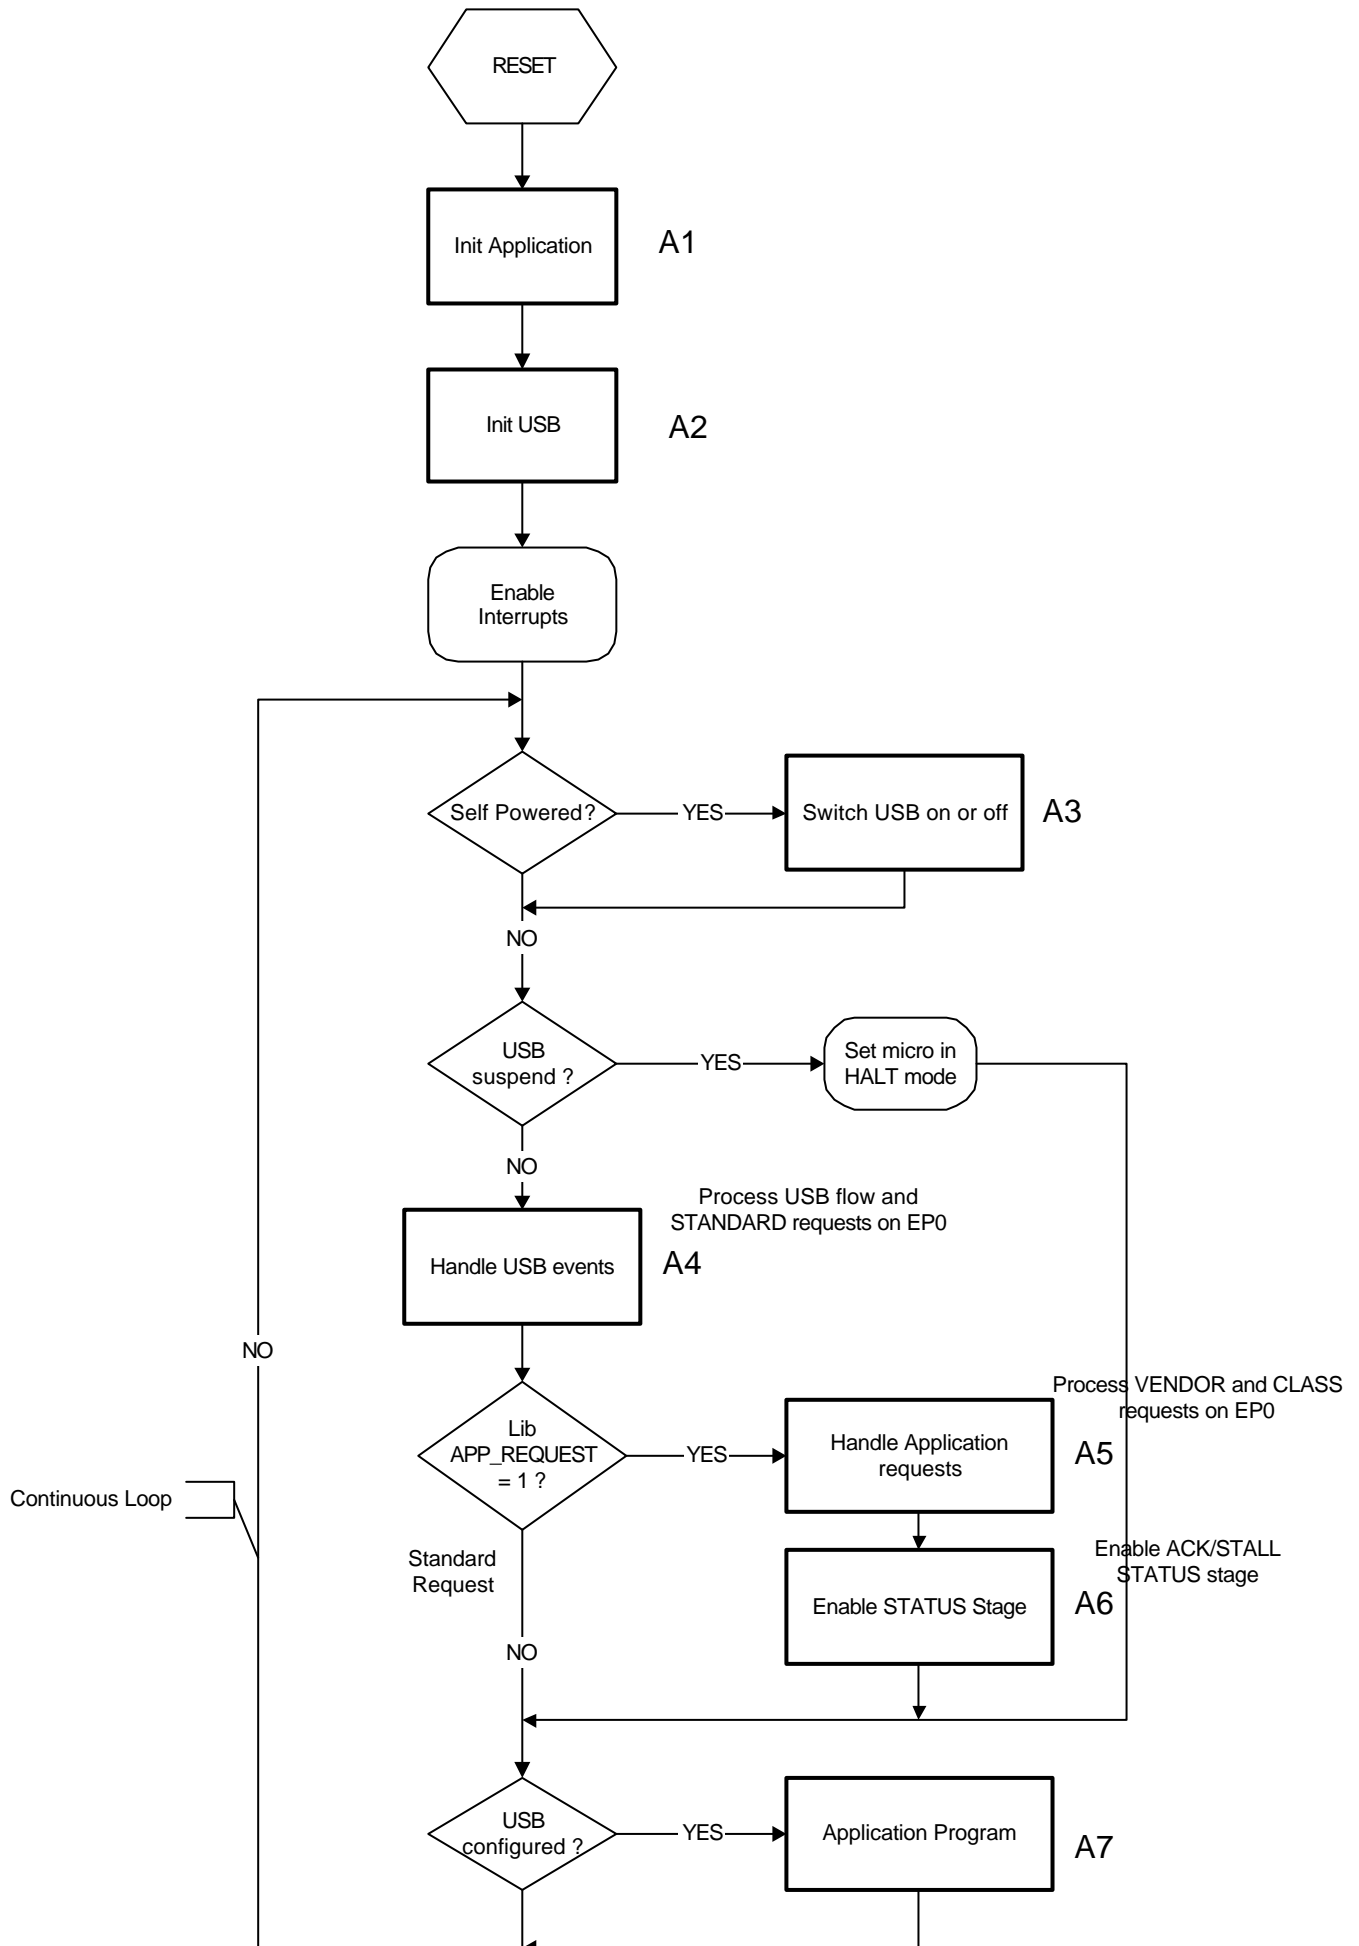 RESET
Init Application
A1
Init USB
A2
Enable
Interrupts
Self Powered?
YES
Switch USB on or off
A3
NO
USB
suspend ?
YES
Set micro in
HALT mode
NO
Process USB flow and
STANDARD requests on EP0
Handle USB events
A4
NO
Process VENDOR and CLASS
requests on EP0
Lib
APP_REQUEST
= 1 ?
YES
Handle Application
requests
A5
Continuous Loop
Standard
Request
Enable ACK/STALL
STATUS stage
Enable STATUS Stage
A6
NO
USB
configured ?
YES
Application Program
A7